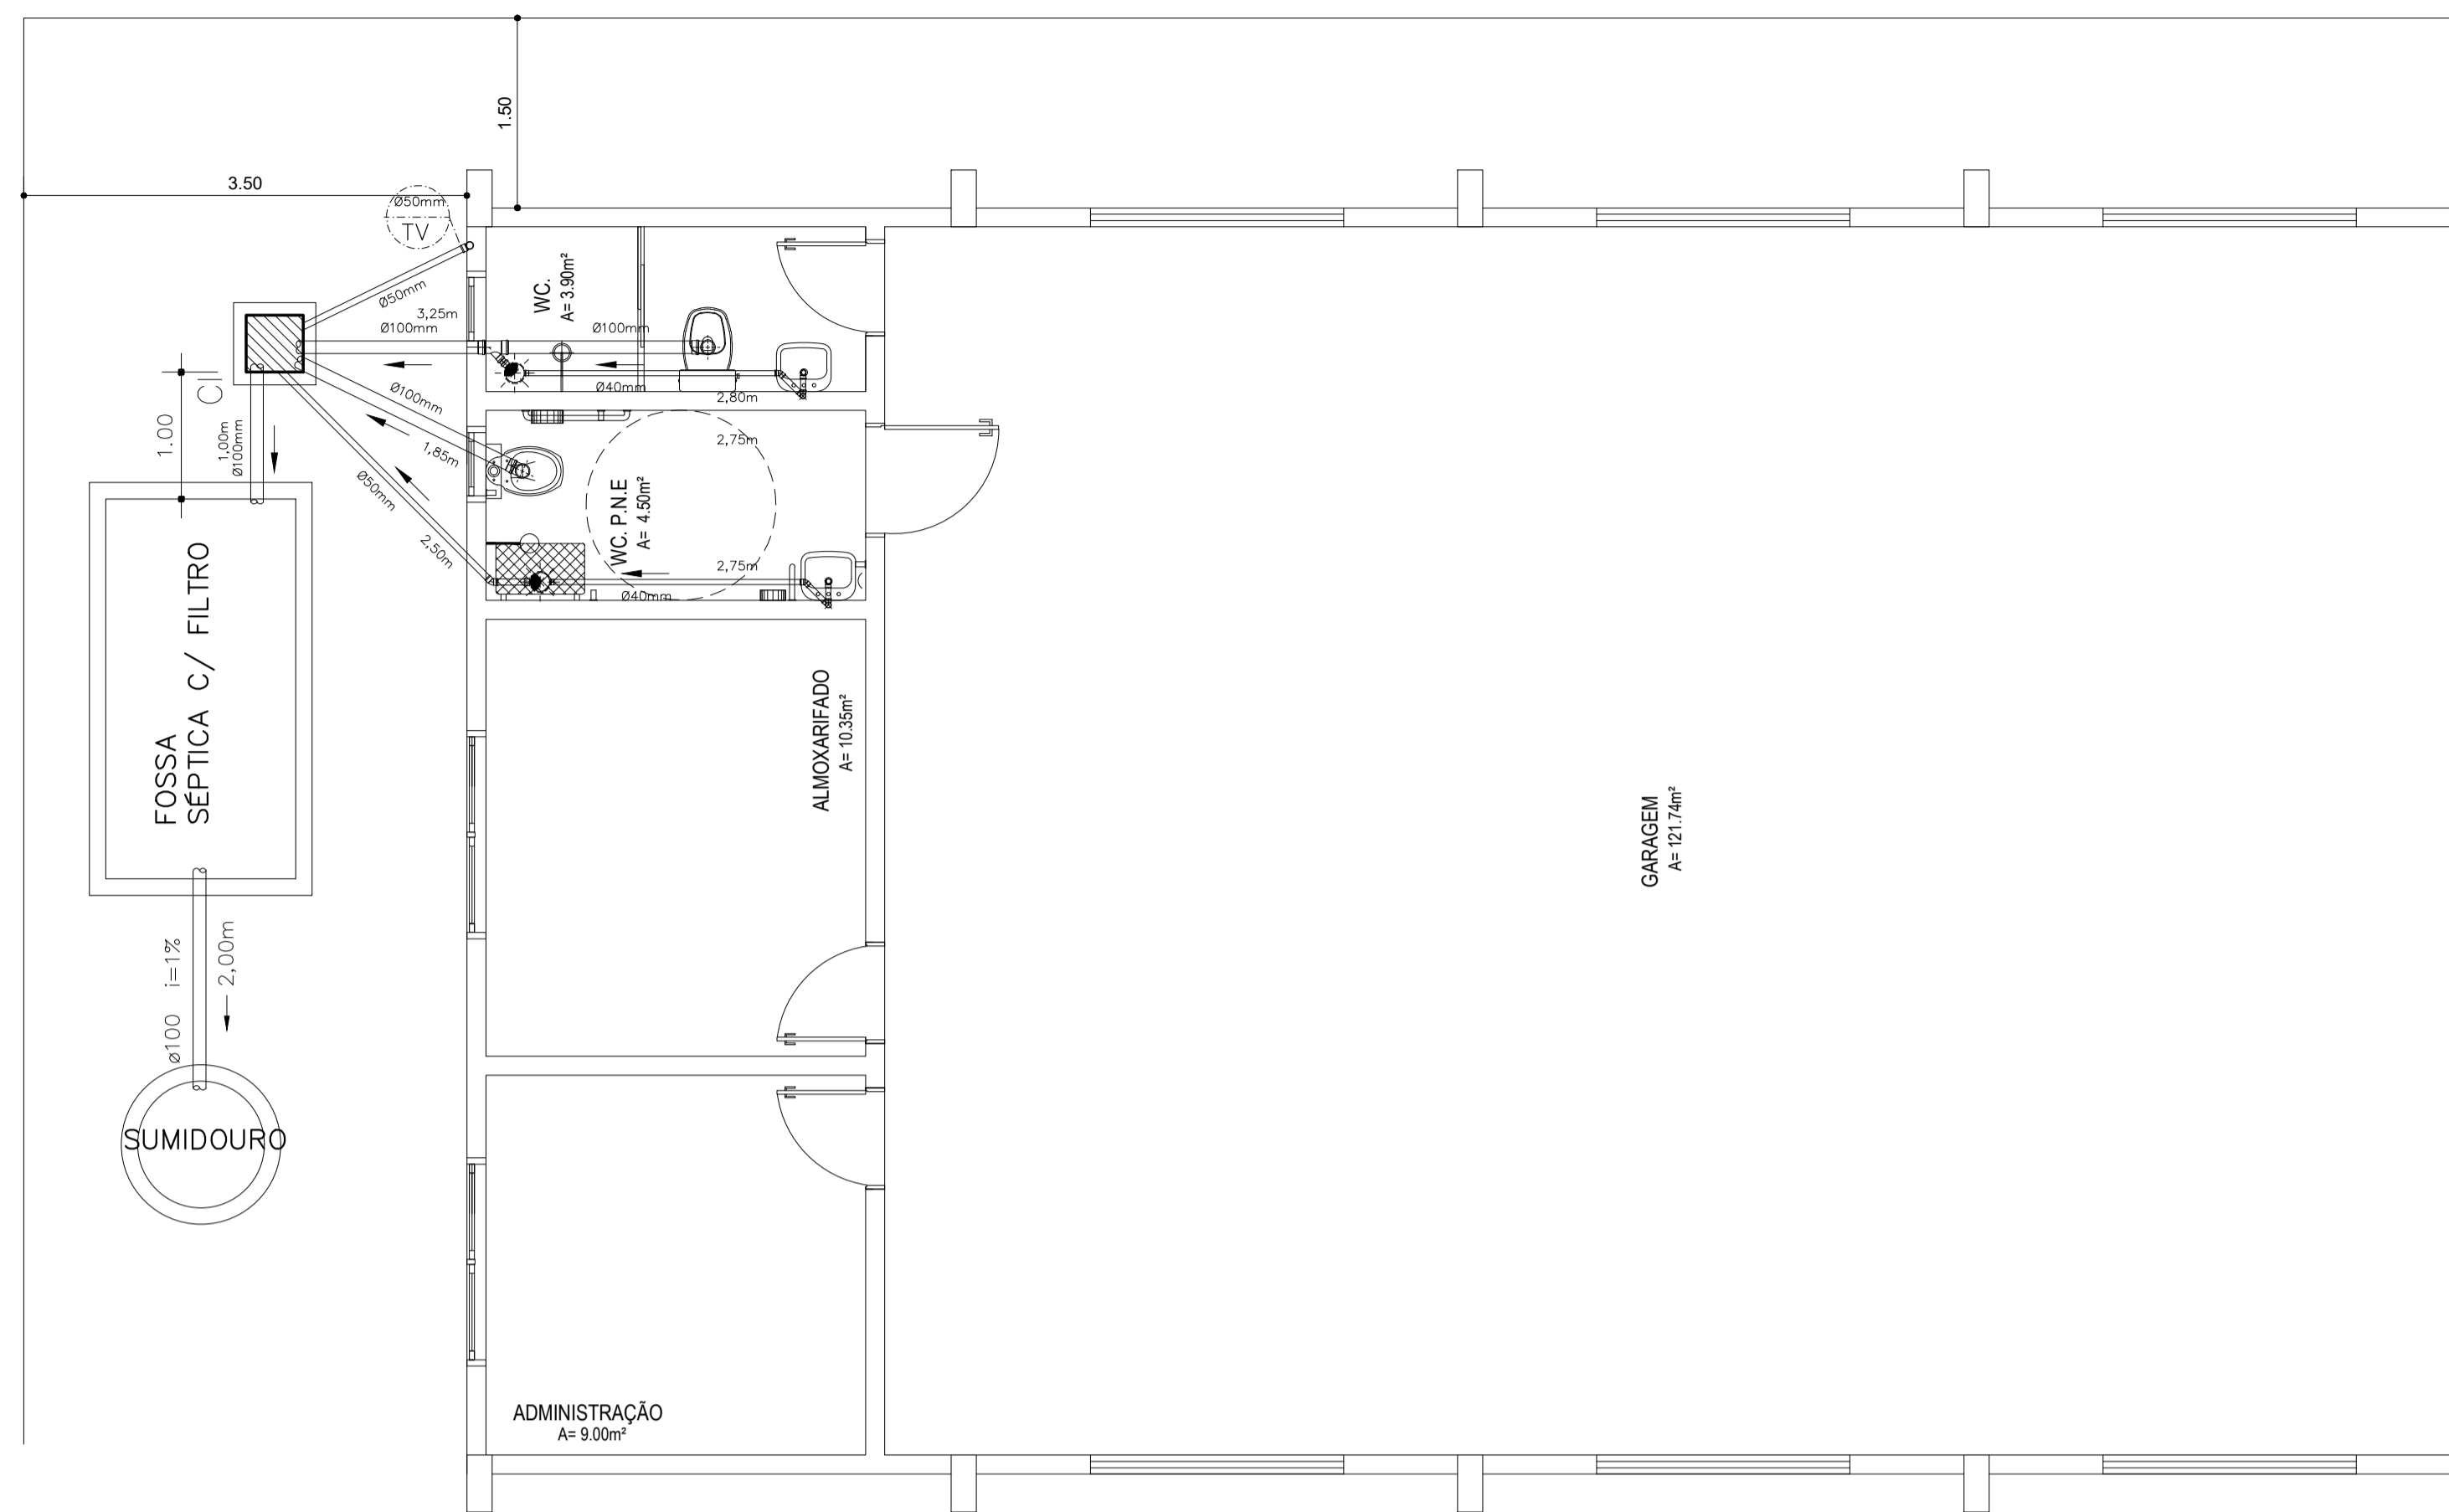 1.50
3.50
Ø50mm
TV
Ø50mm
3,25m
Ø100mm
WC.
A= 3.90m²
Ø100mm
Ø40mm
2,80m
CI
1.00
1,00m
Ø100mm
Ø100mm
1,85m
Ø50mm
2,50m
2,75m
WC. P.N.E
A= 4.50m²
2,75m
Ø40mm
FOSSA
SÉPTICA C/ FILTRO
ALMOXARIFADO
A= 10.35m²
GARAGEM
A= 121.74m²
ø100 i=1%
2,00m
SUMIDOURO
ADMINISTRAÇÃO
A= 9.00m²